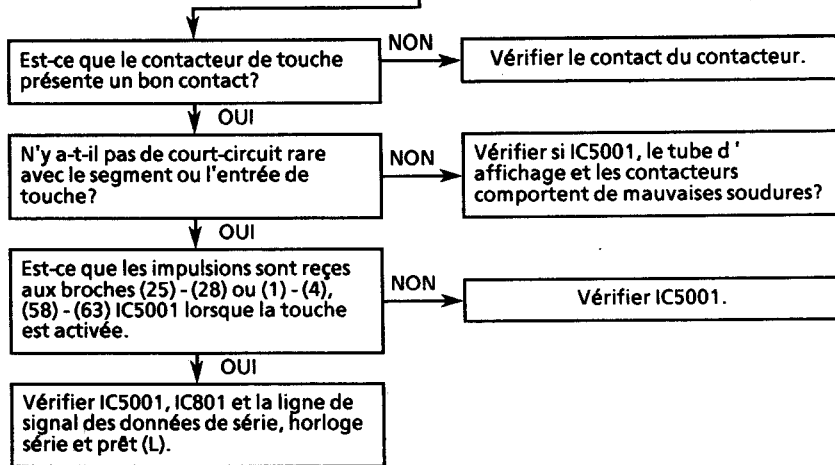 Est-ce que le contacteur de touche
présente un bon contact?
NON
Vérifier le contact du contacteur.
OUI
N'y a-t-il pas de court-circuit rare
avec le segment ou l'entrée de
touche?
NON
Vérifier si IC5001, le tube d '
affichage et les contacteurs
comportent de mauvaises soudures?
OUI
Est-ce que les impulsions sont reçes
aux broches (25) - (28) ou (1) - (4),
(58) - (63) IC5001 lorsque la touche
est activée.
NON
Vérifier IC5001.
OUI
Vérifier IC5001, IC801 et la ligne de
signal des données de série, horloge
série et prêt (L).